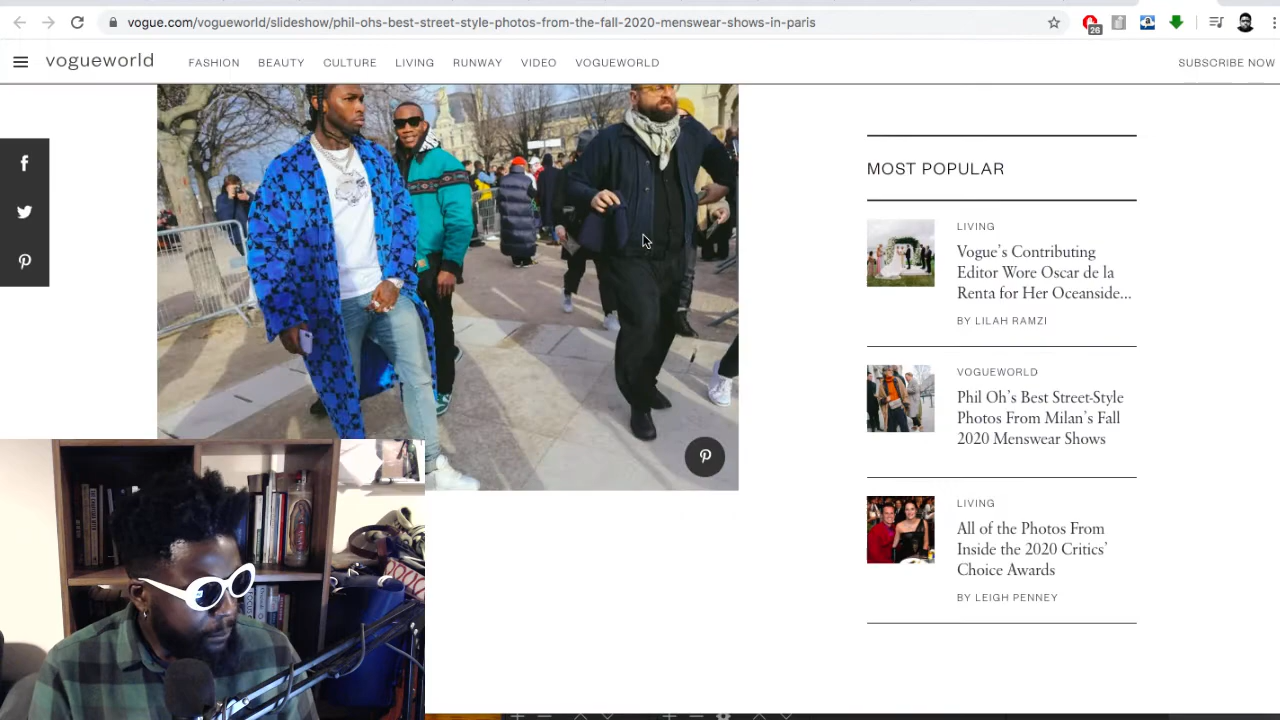 vogue.com/vogueworld/slideshow/phil-ohs-best-street-style-photos-from-the-fall-2020-menswear-shows-in-paris
26
vogueworld FASHION BEAUTY CULTURE LIVING RUNWAY VIDEO VOGUEWORLD SUBSCRIBE NOW
MOST POPULAR
LIVING
Vogue's Contributing
Editor Wore Oscar de la
Renta for Her Oceanside...
BY LILAH RAMZI
VOGUEWORLD
Phil Oh's Best Street-Style
Photos From Milan's Fall
2020 Menswear Shows
LIVING
All of the Photos From
Inside the 2020 Critics'
Choice Awards
BY LEIGH PENNEY